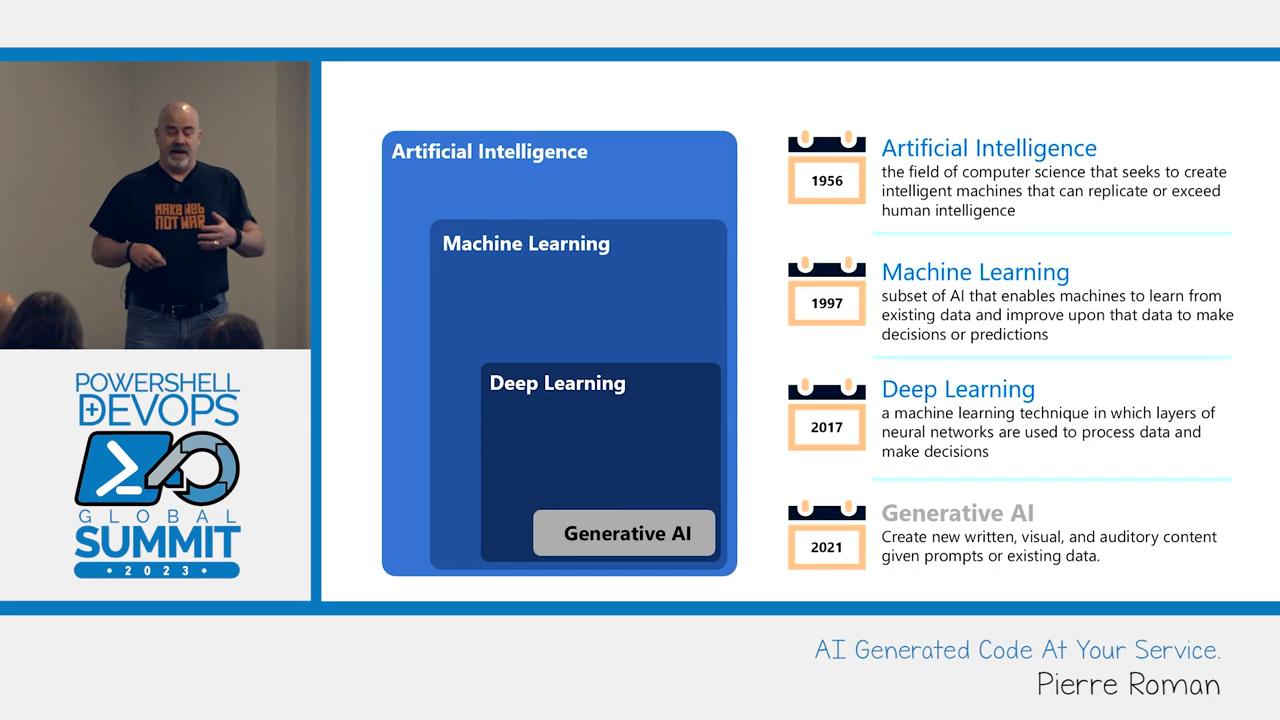 MAKE WEB
NOT WAR
POWERSHELL
+DEVOPS
GLOBAL
SUMMIT
• 2023 •
Artificial Intelligence
Machine Learning
Deep Learning
Generative AI
1956
Artificial Intelligence
the field of computer science that seeks to create
intelligent machines that can replicate or exceed
human intelligence
1997
Machine Learning
subset of AI that enables machines to learn from
existing data and improve upon that data to make
decisions or predictions
2017
Deep Learning
a machine learning technique in which layers of
neural networks are used to process data and
make decisions
2021
Generative AI
Create new written, visual, and auditory content
given prompts or existing data.
AI Generated Code At Your Service.
Pierre Roman